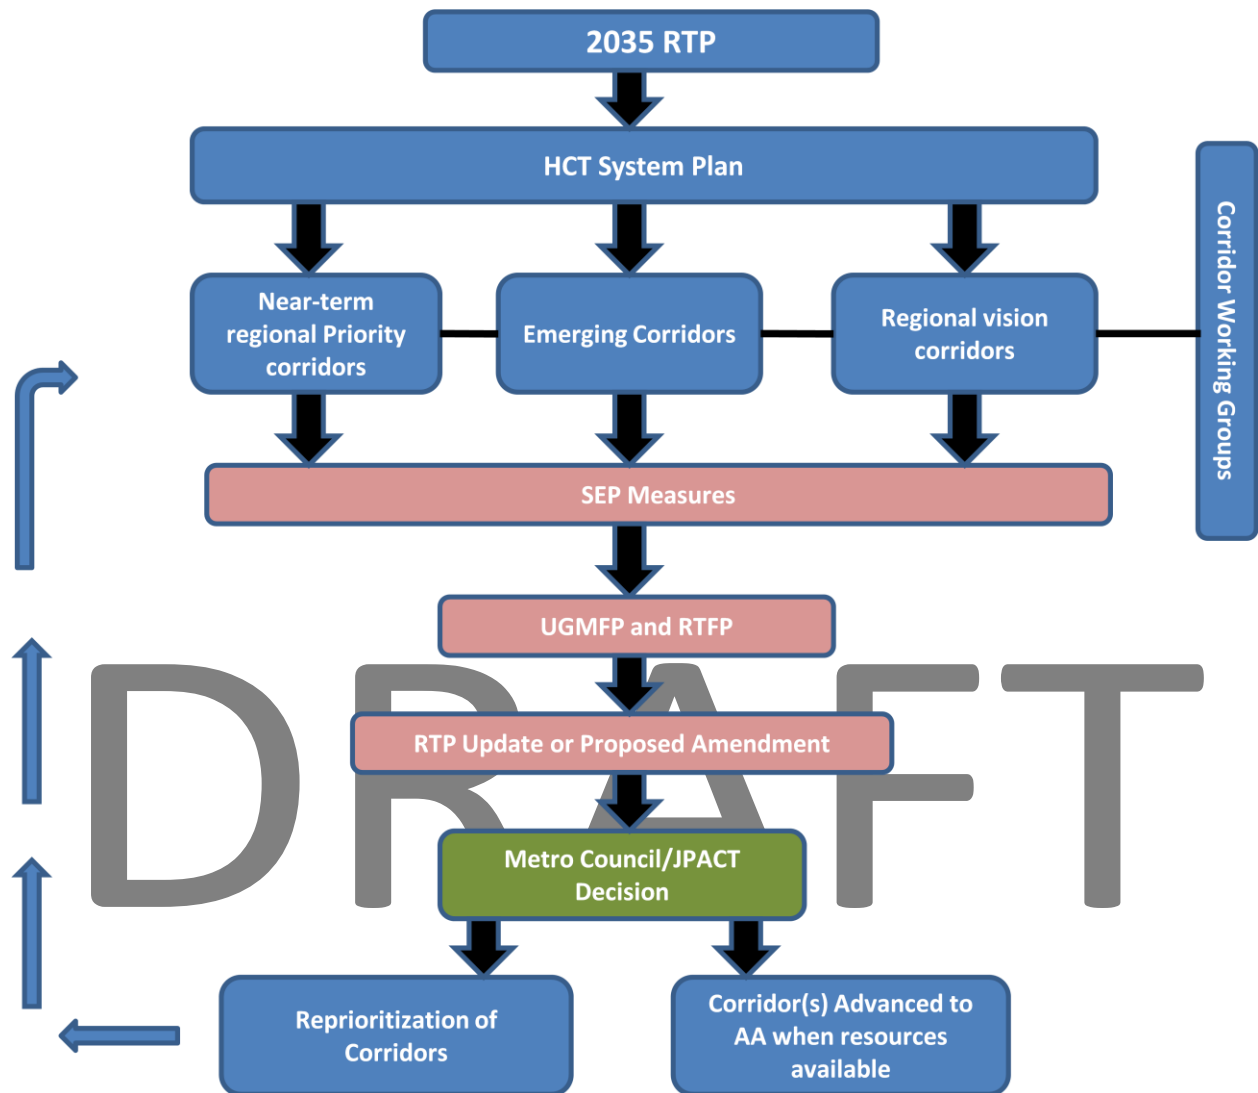 2035 RTP
HCT System Plan
Near-term
regional Priority
corridors
Emerging Corridors
Regional vision
corridors
Corridor Working Groups
SEP Measures
UGMFP and RTFP
DRAFT
RTP Update or Proposed Amendment
Metro Council/JPACT
Decision
Reprioritization of
Corridors
Corridor(s) Advanced to
AA when resources
available